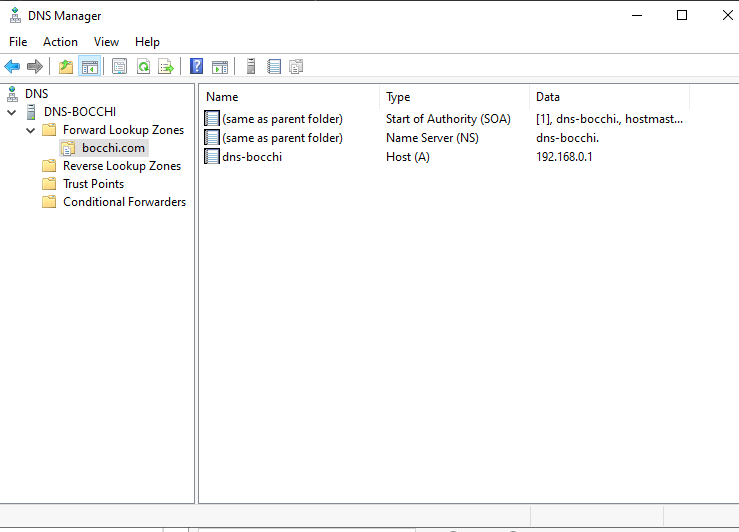 DNS Manager
File Action View Help
DNS
DNS-BOCCHI
Forward Lookup Zones
bocchi.com
Reverse Lookup Zones
Trust Points
Conditional Forwarders
Name Type Data
(same as parent folder) Start of Authority (SOA) [1], dns-bocchi., hostmast...
(same as parent folder) Name Server (NS) dns-bocchi.
dns-bocchi Host (A) 192.168.0.1